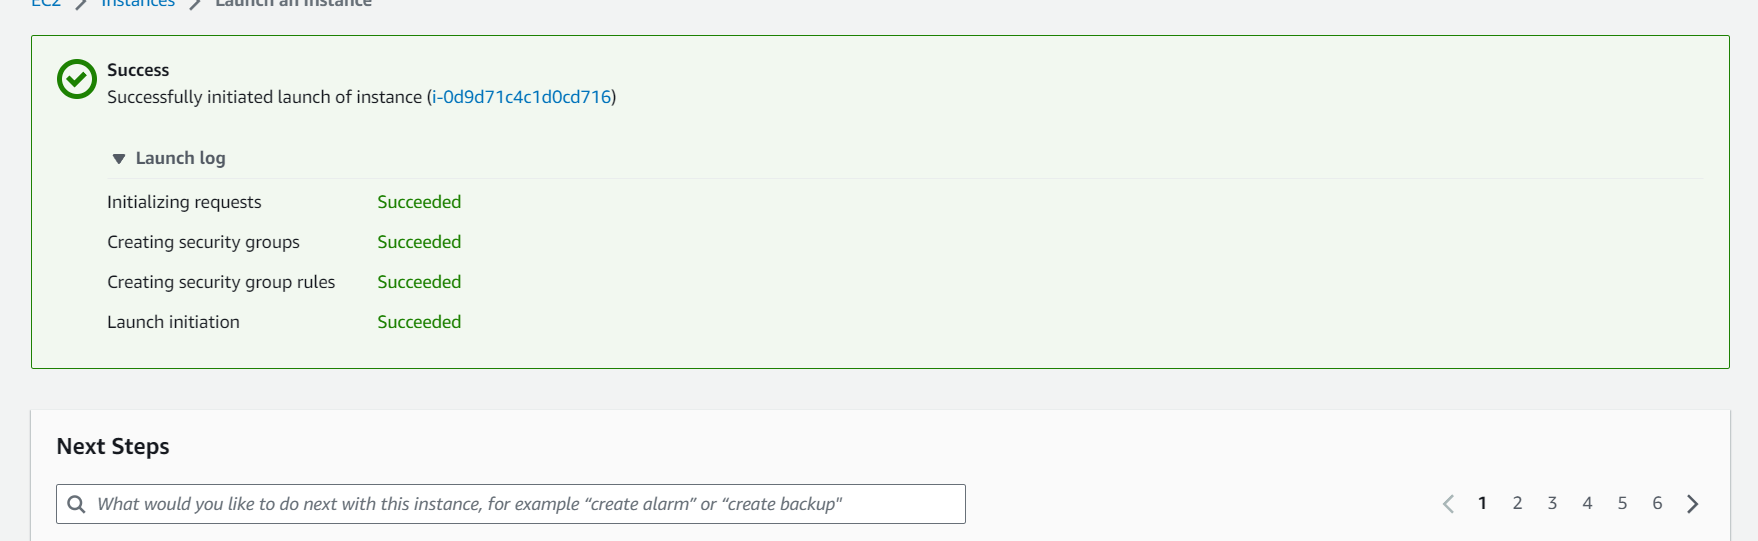 EC2 Instances Launch an instance
Success
Successfully initiated launch of instance (i-0d9d71c4c1d0cd716)
Launch log
Initializing requests Succeeded
Creating security groups Succeeded
Creating security group rules Succeeded
Launch initiation Succeeded
Next Steps
What would you like to do next with this instance, for example “create alarm” or “create backup"
1 2 3 4 5 6